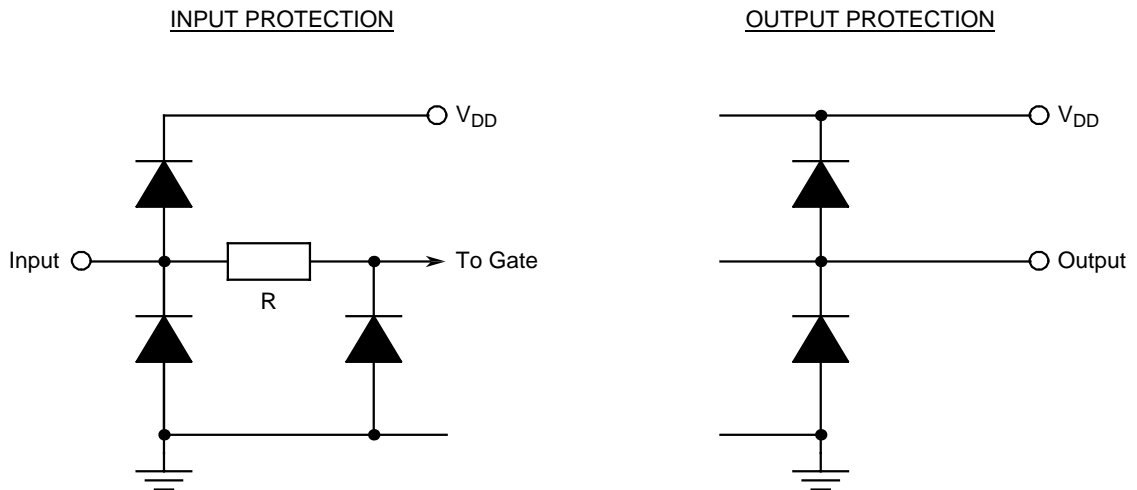 INPUT PROTECTION
V_DD
Input
To Gate
R
OUTPUT PROTECTION
V_DD
Output